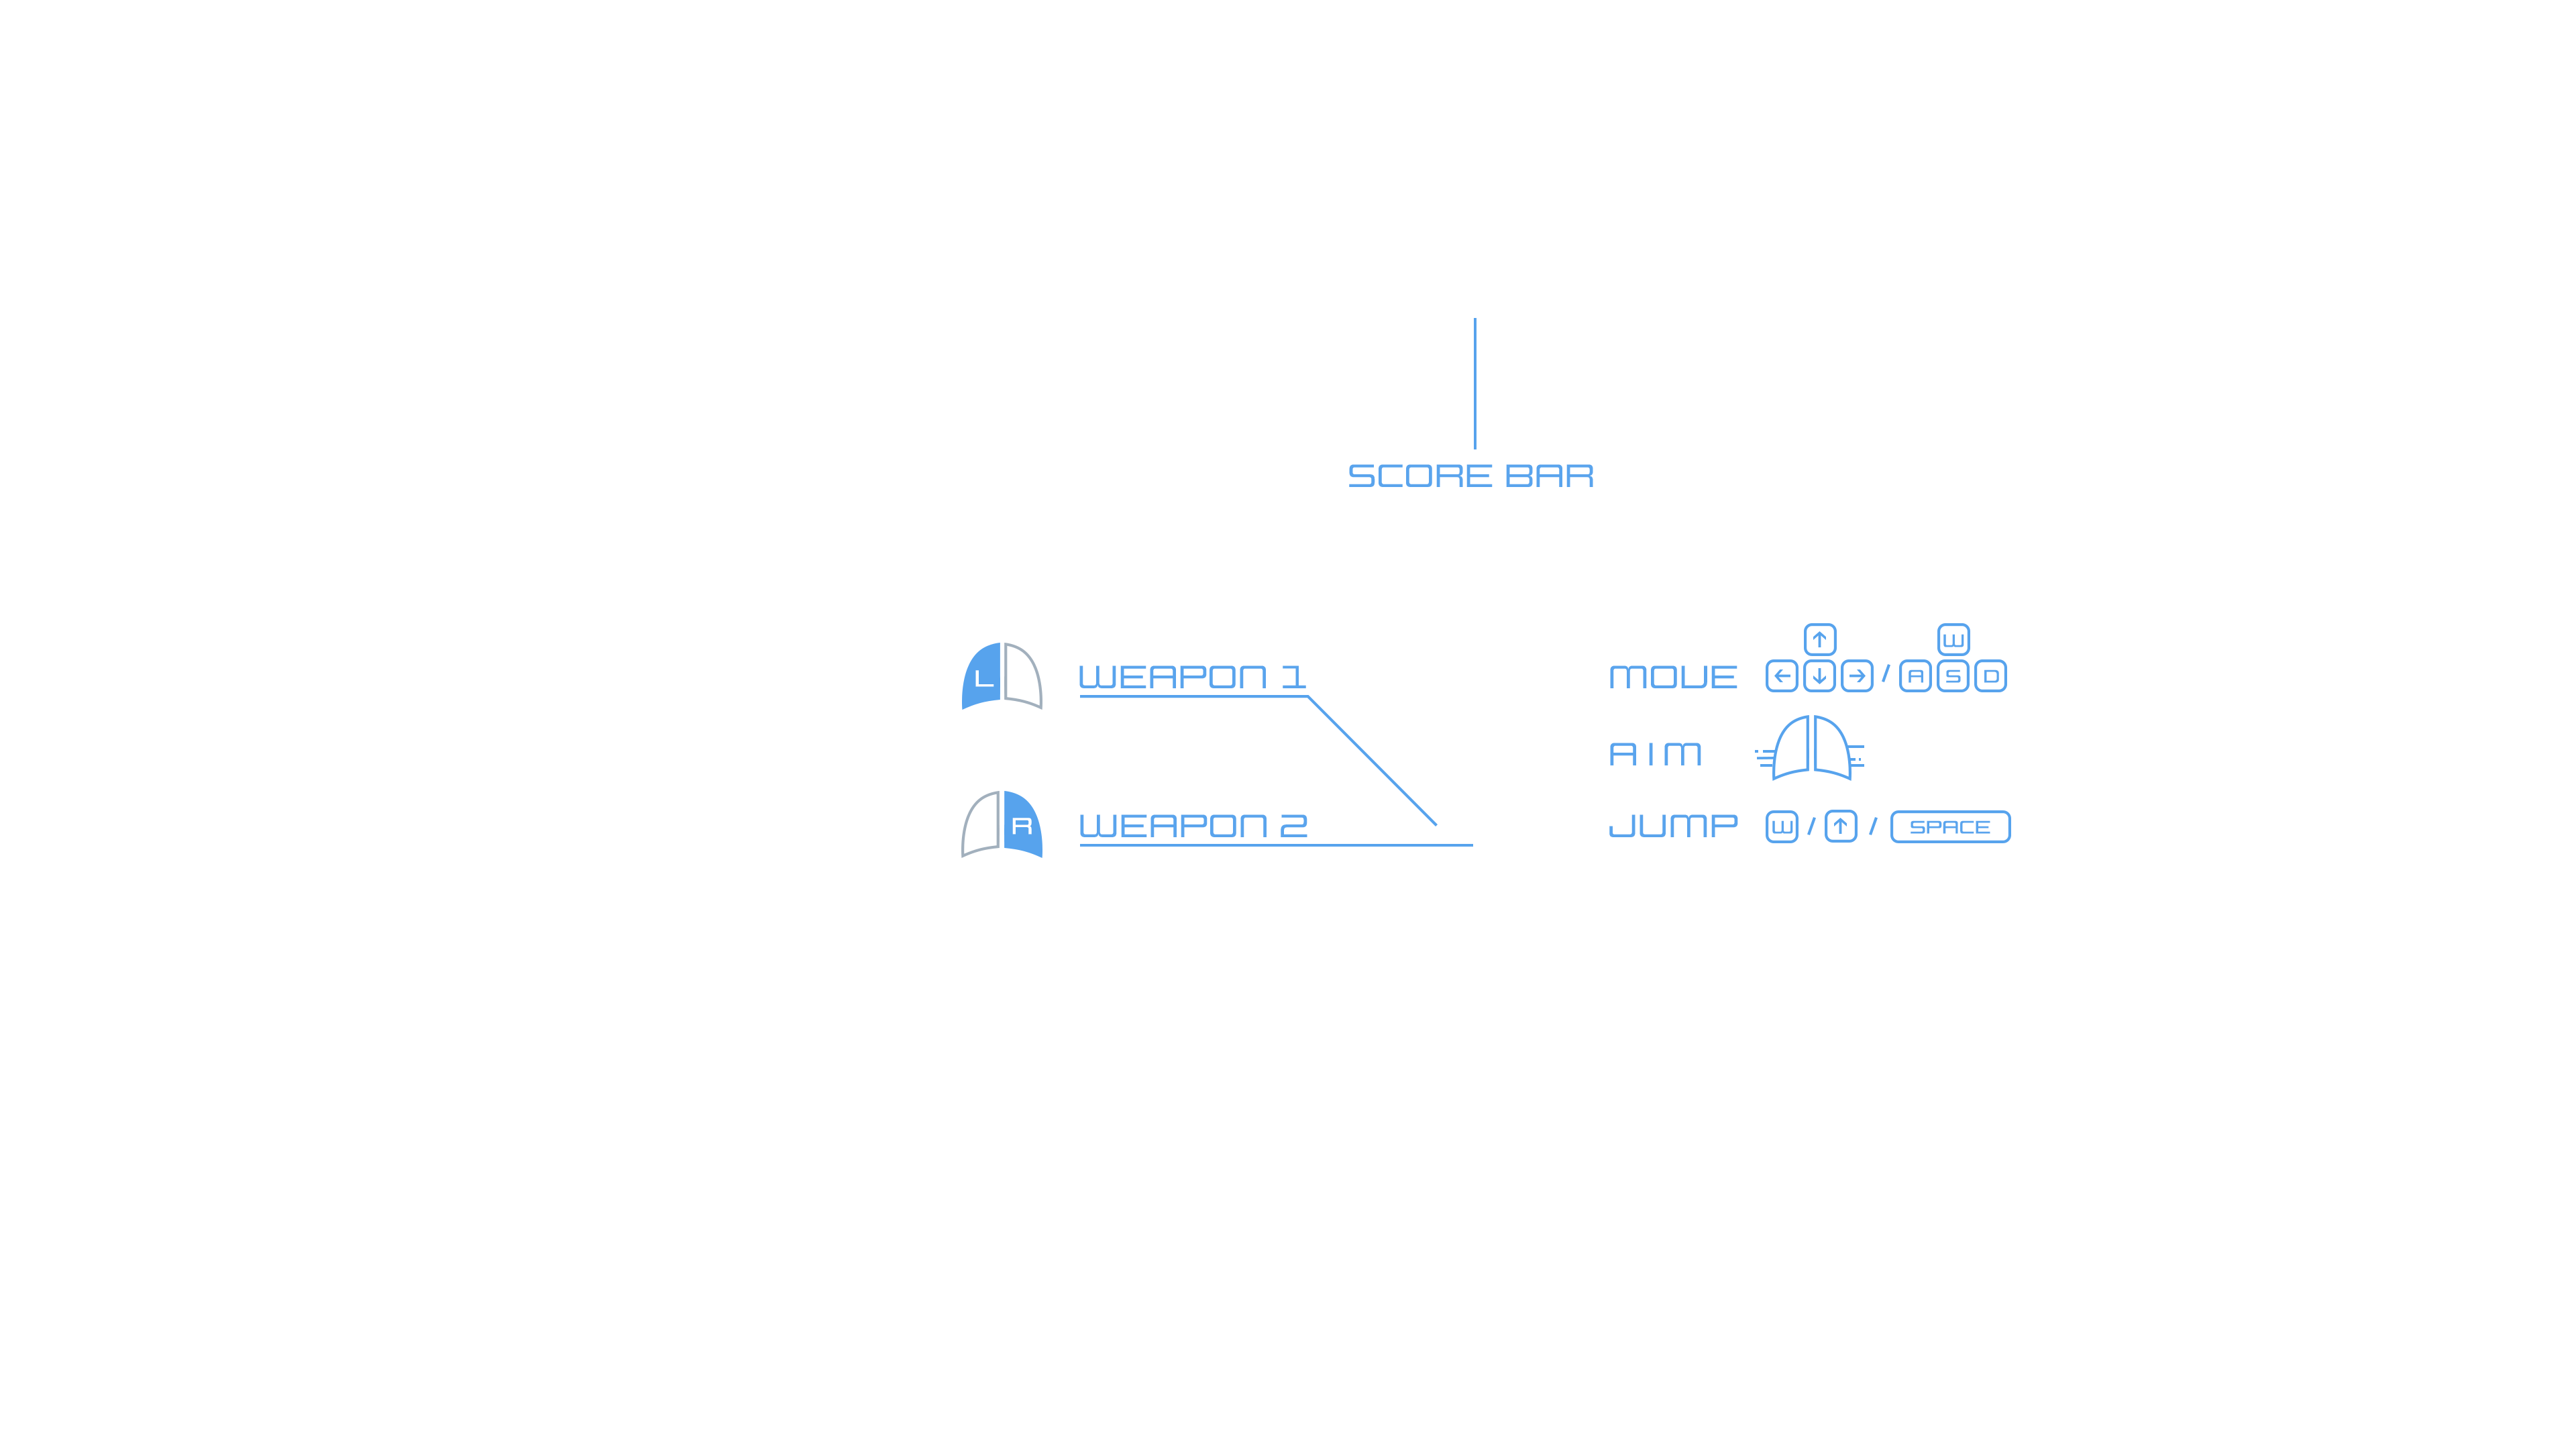 SCORE BAR
L WEAPON 1
R WEAPON 2
MOVE ↑ ← ↓ → / W A S D
AIM
JUMP W / ↑ / SPACE